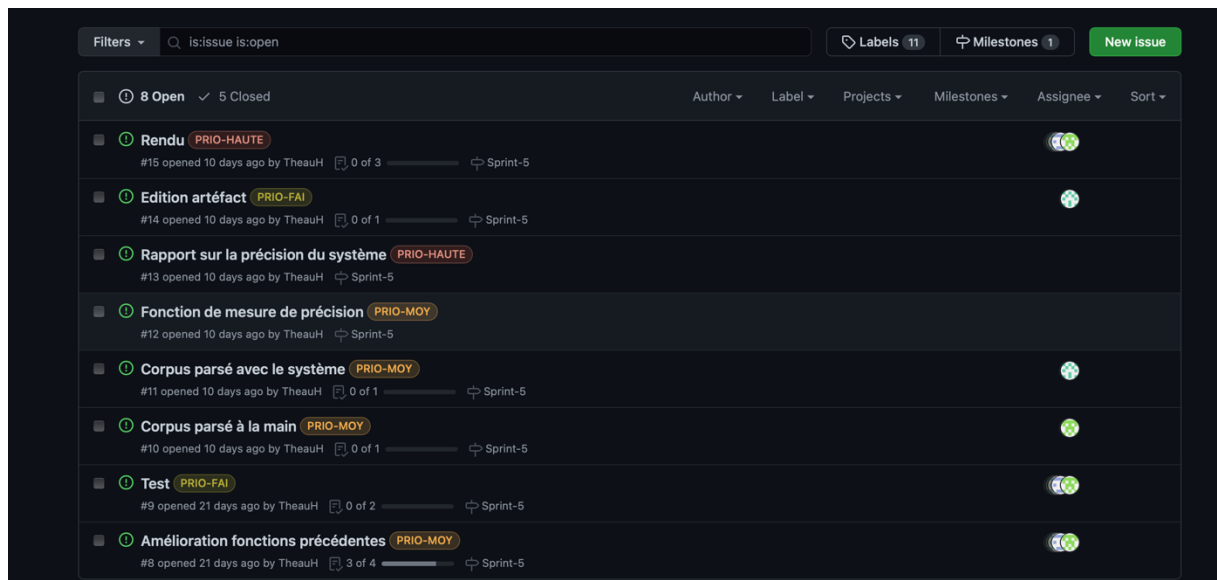 Filters is:issue is:open Labels 11 Milestones 1 New issue
8 Open 5 Closed Author Label Projects Milestones Assignee Sort
Rendu PRIO-HAUTE
#15 opened 10 days ago by TheauH 0 of 3 Sprint-5
Edition artéfact PRIO-FAI
#14 opened 10 days ago by TheauH 0 of 1 Sprint-5
Rapport sur la précision du système PRIO-HAUTE
#13 opened 10 days ago by TheauH Sprint-5
Fonction de mesure de précision PRIO-MOY
#12 opened 10 days ago by TheauH Sprint-5
Corpus parsé avec le système PRIO-MOY
#11 opened 10 days ago by TheauH 0 of 1 Sprint-5
Corpus parsé à la main PRIO-MOY
#10 opened 10 days ago by TheauH 0 of 1 Sprint-5
Test PRIO-FAI
#9 opened 21 days ago by TheauH 0 of 2 Sprint-5
Amélioration fonctions précédentes PRIO-MOY
#8 opened 21 days ago by TheauH 3 of 4 Sprint-5